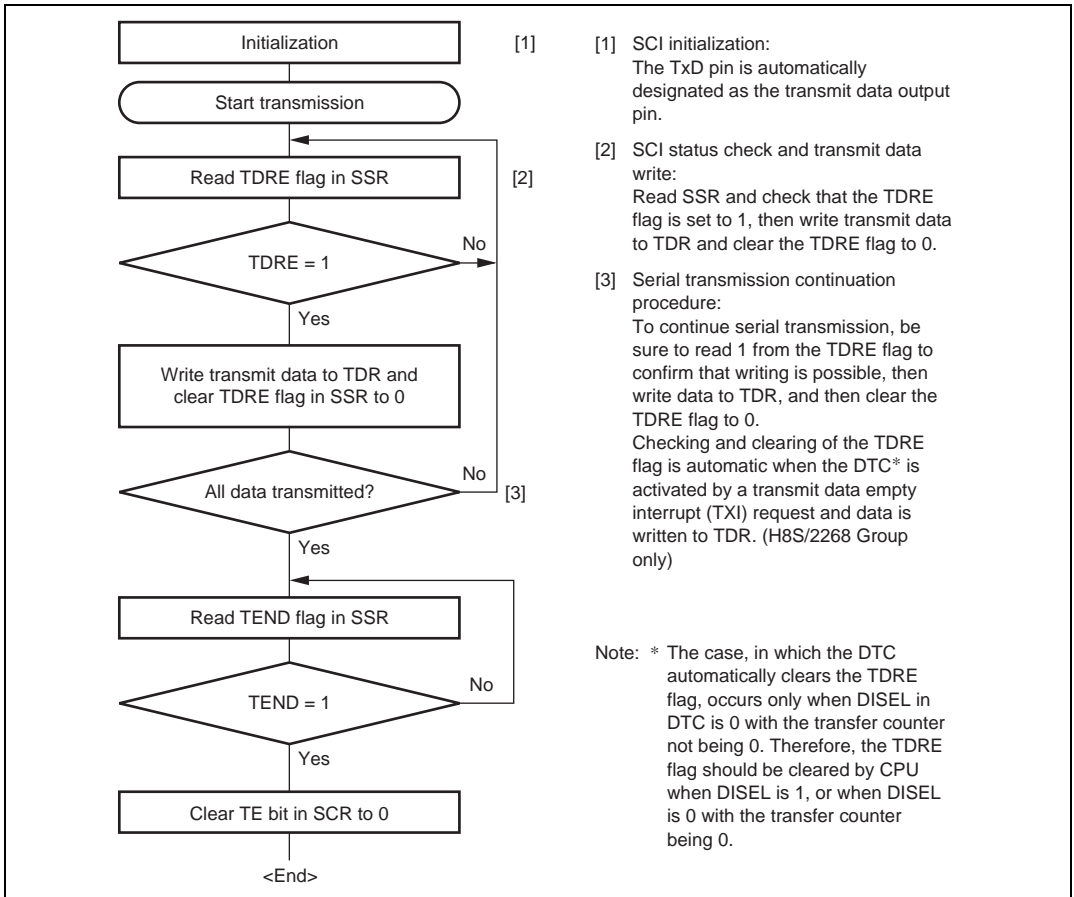 Initialization
[1]
Start transmission
Read TDRE flag in SSR
[2]
TDRE = 1
No
Yes
Write transmit data to TDR and
clear TDRE flag in SSR to 0
All data transmitted?
No
[3]
Yes
Read TEND flag in SSR
TEND = 1
No
Yes
Clear TE bit in SCR to 0
<End>
[1] SCI initialization:
The TxD pin is automatically
designated as the transmit data output
pin.
[2] SCI status check and transmit data
write:
Read SSR and check that the TDRE
flag is set to 1, then write transmit data
to TDR and clear the TDRE flag to 0.
[3] Serial transmission continuation
procedure:
To continue serial transmission, be
sure to read 1 from the TDRE flag to
confirm that writing is possible, then
write data to TDR, and then clear the
TDRE flag to 0.
Checking and clearing of the TDRE
flag is automatic when the DTC* is
activated by a transmit data empty
interrupt (TXI) request and data is
written to TDR. (H8S/2268 Group
only)
Note: * The case, in which the DTC
automatically clears the TDRE
flag, occurs only when DISEL in
DTC is 0 with the transfer counter
not being 0. Therefore, the TDRE
flag should be cleared by CPU
when DISEL is 1, or when DISEL
is 0 with the transfer counter
being 0.